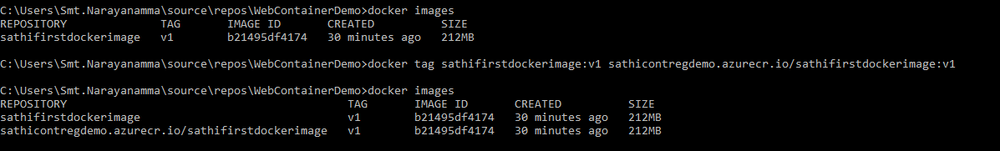 C:\Users\Smt.Narayanamma\source\repos\WebContainerDemo>docker images
REPOSITORY TAG IMAGE ID CREATED SIZE
sathifirstdockerimage v1 b21495df4174 30 minutes ago 212MB
C:\Users\Smt.Narayanamma\source\repos\WebContainerDemo>docker tag sathifirstdockerimage:v1 sathicontregdemo.azurecr.io/sathifirstdockerimage:v1
C:\Users\Smt.Narayanamma\source\repos\WebContainerDemo>docker images
REPOSITORY TAG IMAGE ID CREATED SIZE
sathifirstdockerimage v1 b21495df4174 30 minutes ago 212MB
sathicontregdemo.azurecr.io/sathifirstdockerimage v1 b21495df4174 30 minutes ago 212MB